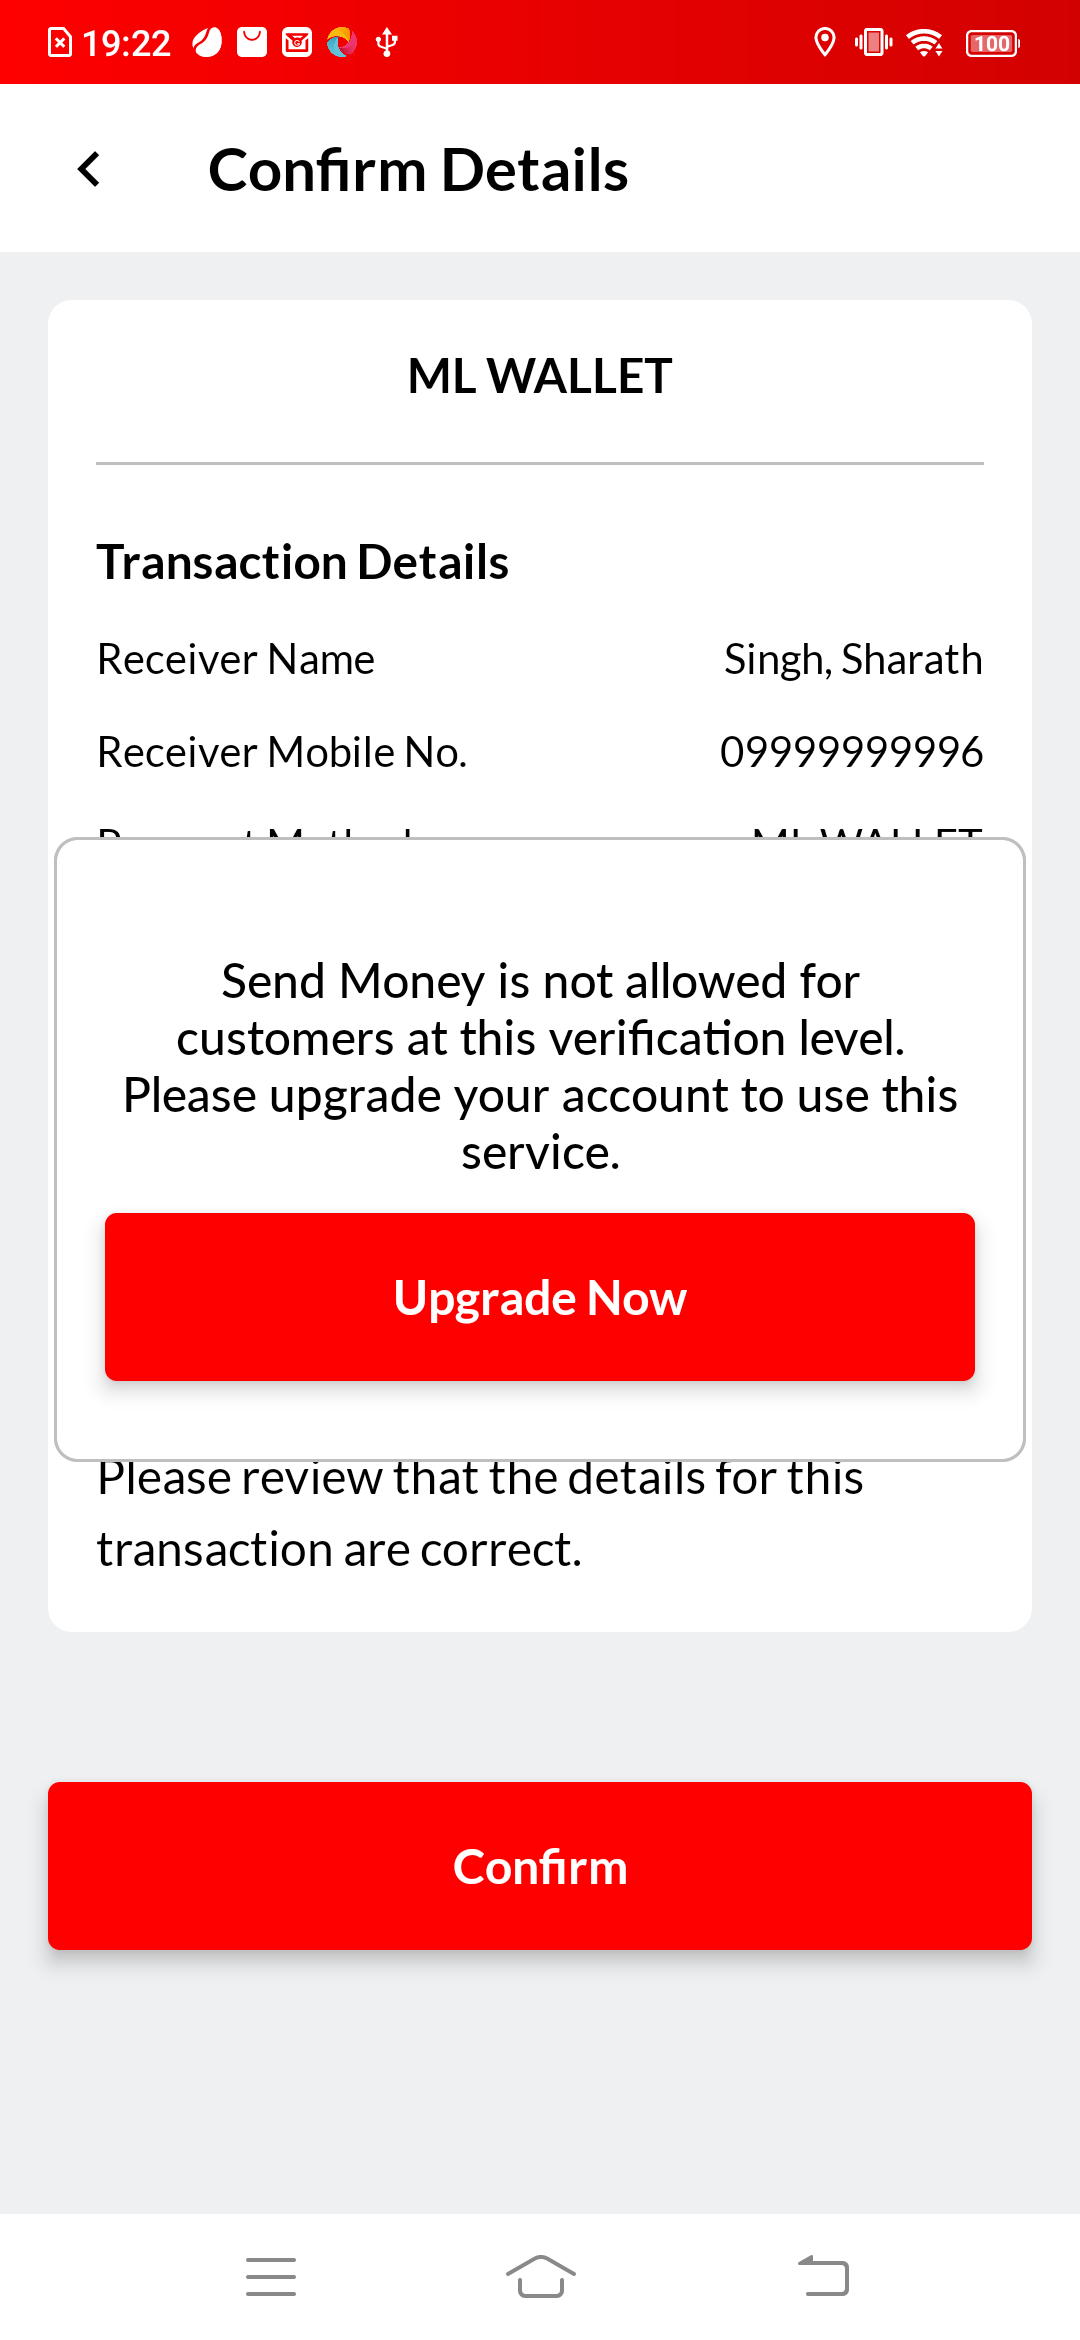 19:22
100
Confirm Details
ML WALLET
Transaction Details
Receiver Name Singh, Sharath
Receiver Mobile No. 09999999996
ML WALLET
Send Money is not allowed for
customers at this verification level.
Please upgrade your account to use this
service.
Upgrade Now
Please review that the details for this
transaction are correct.
Confirm